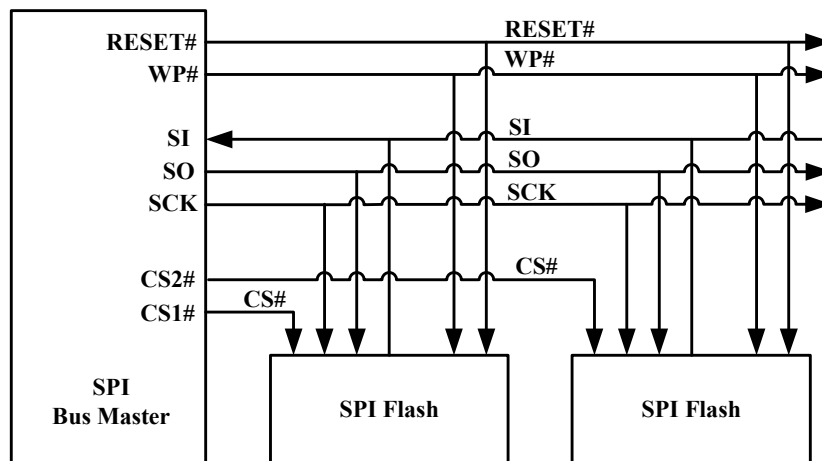 RESET#
RESET#
WP#
WP#
SI
SI
SO
SO
SCK
SCK
CS2#
CS#
CS1#
CS#
SPI
Bus Master
SPI Flash
SPI Flash